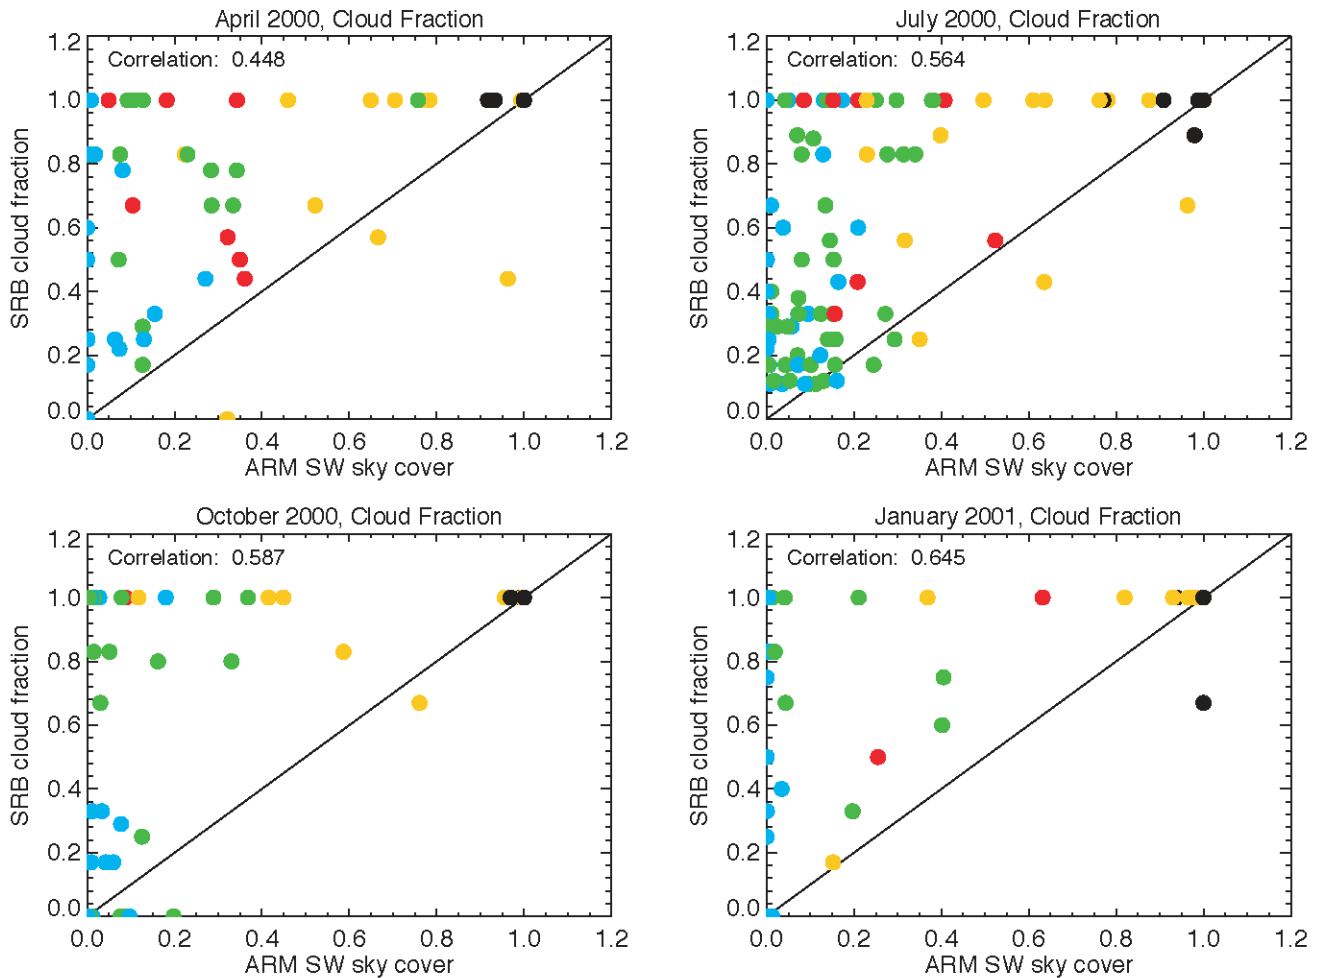 April 2000, Cloud Fraction
Correlation: 0.448
1.2
1.0
0.8
0.6
0.4
0.2
0.0
SRB cloud fraction
0.0 0.2 0.4 0.6 0.8 1.0 1.2
ARM SW sky cover
July 2000, Cloud Fraction
Correlation: 0.564
1.2
1.0
0.8
0.6
0.4
0.2
0.0
SRB cloud fraction
0.0 0.2 0.4 0.6 0.8 1.0 1.2
ARM SW sky cover
October 2000, Cloud Fraction
Correlation: 0.587
1.2
1.0
0.8
0.6
0.4
0.2
0.0
SRB cloud fraction
0.0 0.2 0.4 0.6 0.8 1.0 1.2
ARM SW sky cover
January 2001, Cloud Fraction
Correlation: 0.645
1.2
1.0
0.8
0.6
0.4
0.2
0.0
SRB cloud fraction
0.0 0.2 0.4 0.6 0.8 1.0 1.2
ARM SW sky cover